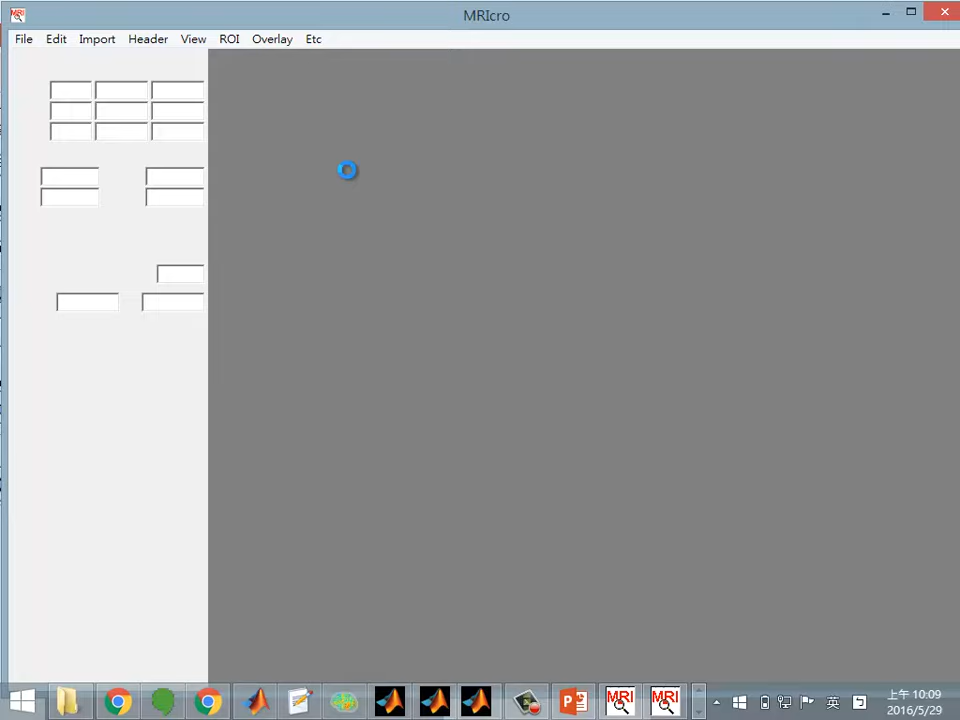 MRI
MRIcro
File Edit Import Header View ROI Overlay Etc
MRI MRI
英
上午 10:09
2016/5/29